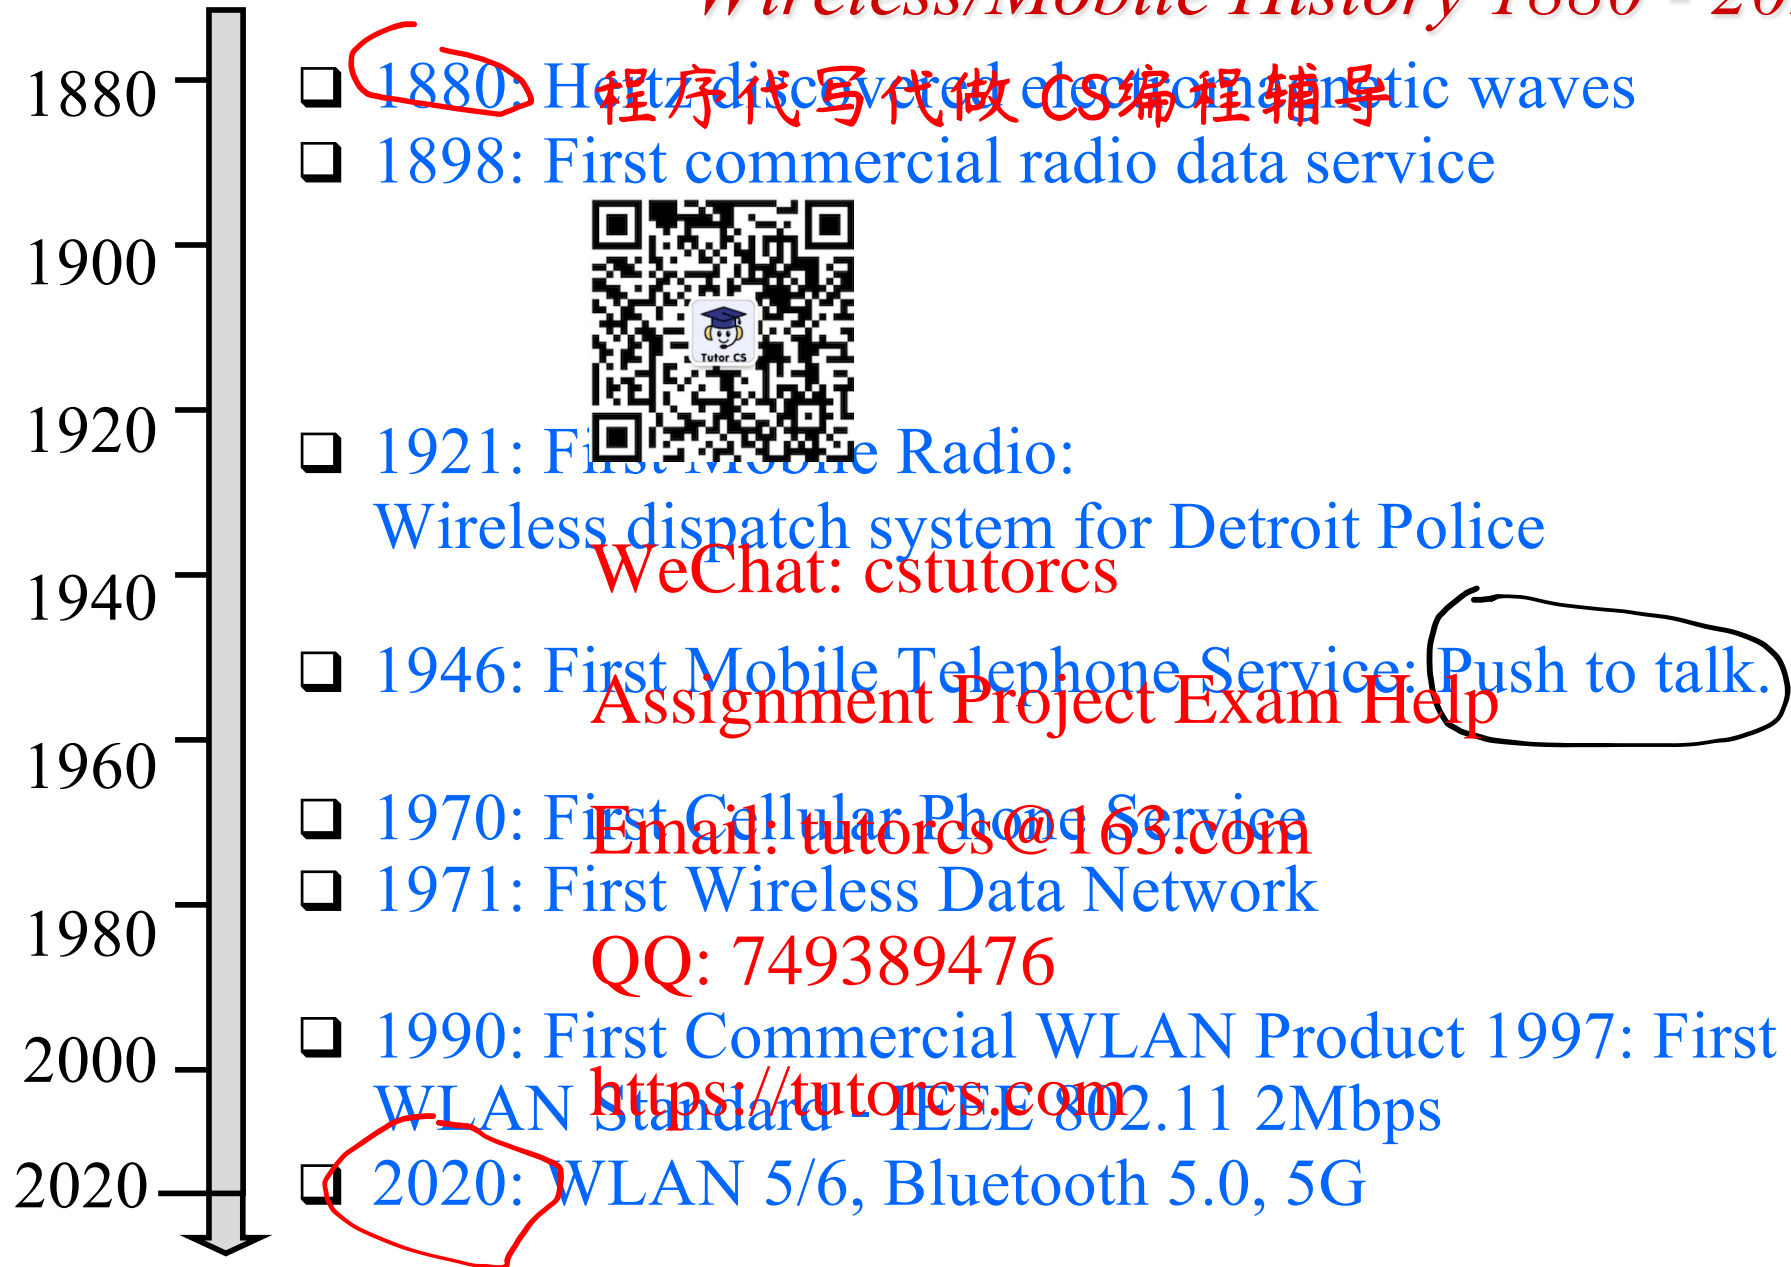 Wireless/Mobile History 1880 - 20
1880
1880: Hertz discovered electromagnetic waves
程序代写代做 CS编程辅导
1898: First commercial radio data service
1900
Tutor CS
1920
1921: First Mobile Radio:
Wireless dispatch system for Detroit Police
WeChat: cstutorcs
1940
1946: First Mobile Telephone Service: Push to talk.
Assignment Project Exam Help
1960
1970: First Cellular Phone Service
Email: tutorcs@163.com
1971: First Wireless Data Network
1980
QQ: 749389476
1990: First Commercial WLAN Product 1997: First
2000
WLAN Standard - IEEE 802.11 2Mbps
https://tutorcs.com
2020
2020: WLAN 5/6, Bluetooth 5.0, 5G